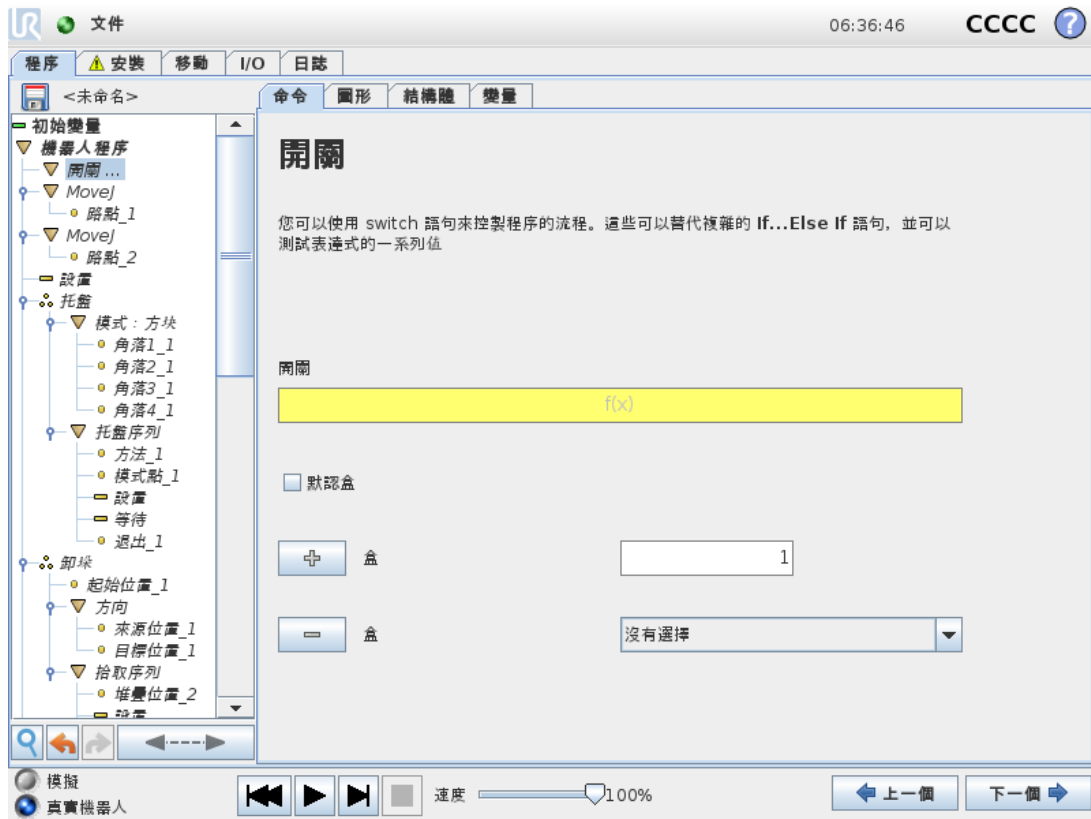 UR 文件 06:36:46 CCCC ?
程序 安裝 移動 I/O 日誌
<未命名>
命令 圖形 結構體 變量
初始變量
機器人程序
開關 ...
MoveJ
路點_1
MoveJ
路點_2
設置
托盤
模式：方块
角落1_1
角落2_1
角落3_1
角落4_1
托盤序列
方法_1
模式點_1
設置
等待
退出_1
卸垛
起始位置_1
方向
來源位置_1
目標位置_1
拾取序列
堆疊位置_2
設置
開關
您可以使用 switch 語句來控製程序的流程。這些可以替代複雜的 If...Else If 語句，並可以
測試表達式的一系列值
開關
f(x)
默認盒
盒 1
盒 沒有選擇
模擬
真實機器人
速度 100%
上一個 下一個